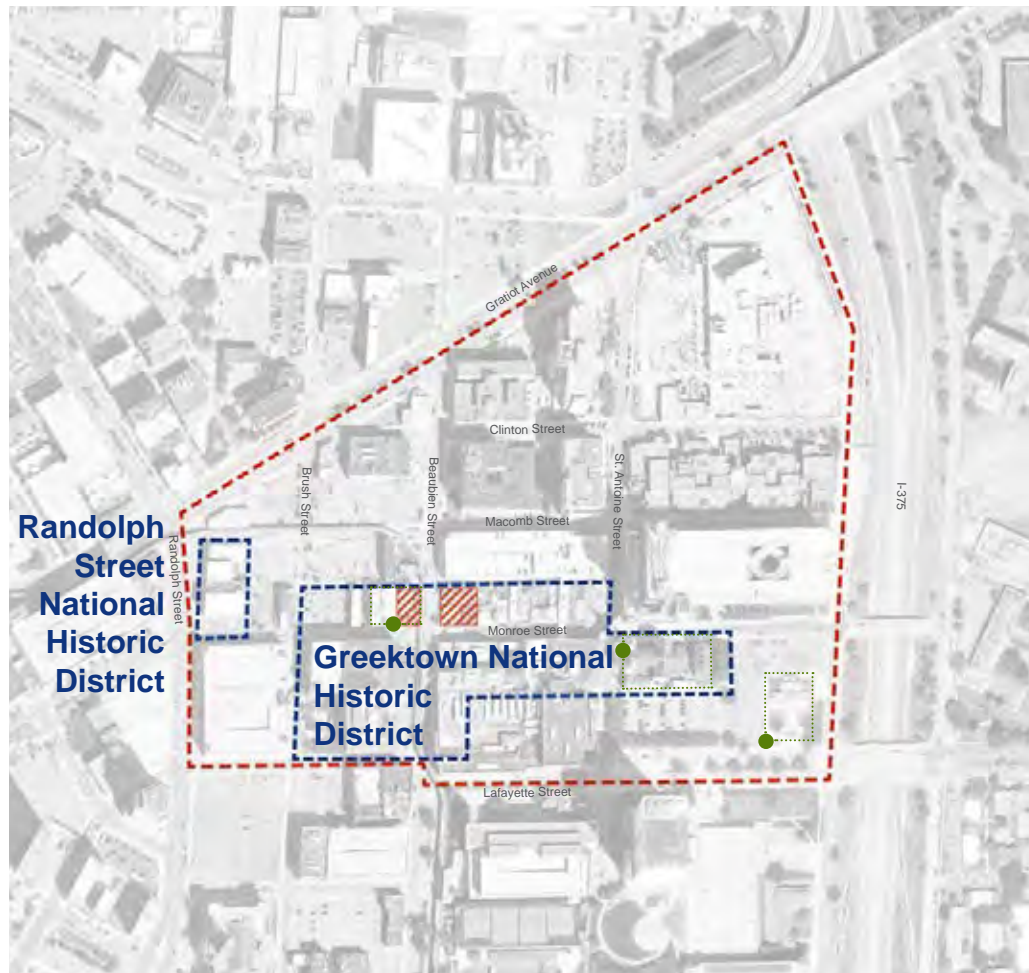 Gratiot Avenue
Clinton Street
Brush Street
Beaubien Street
St. Antoine Street
I-375
Macomb Street
Randolph
Street
National
Historic
District
Randolph Street
Monroe Street
Greektown National
Historic
District
Lafayette Street